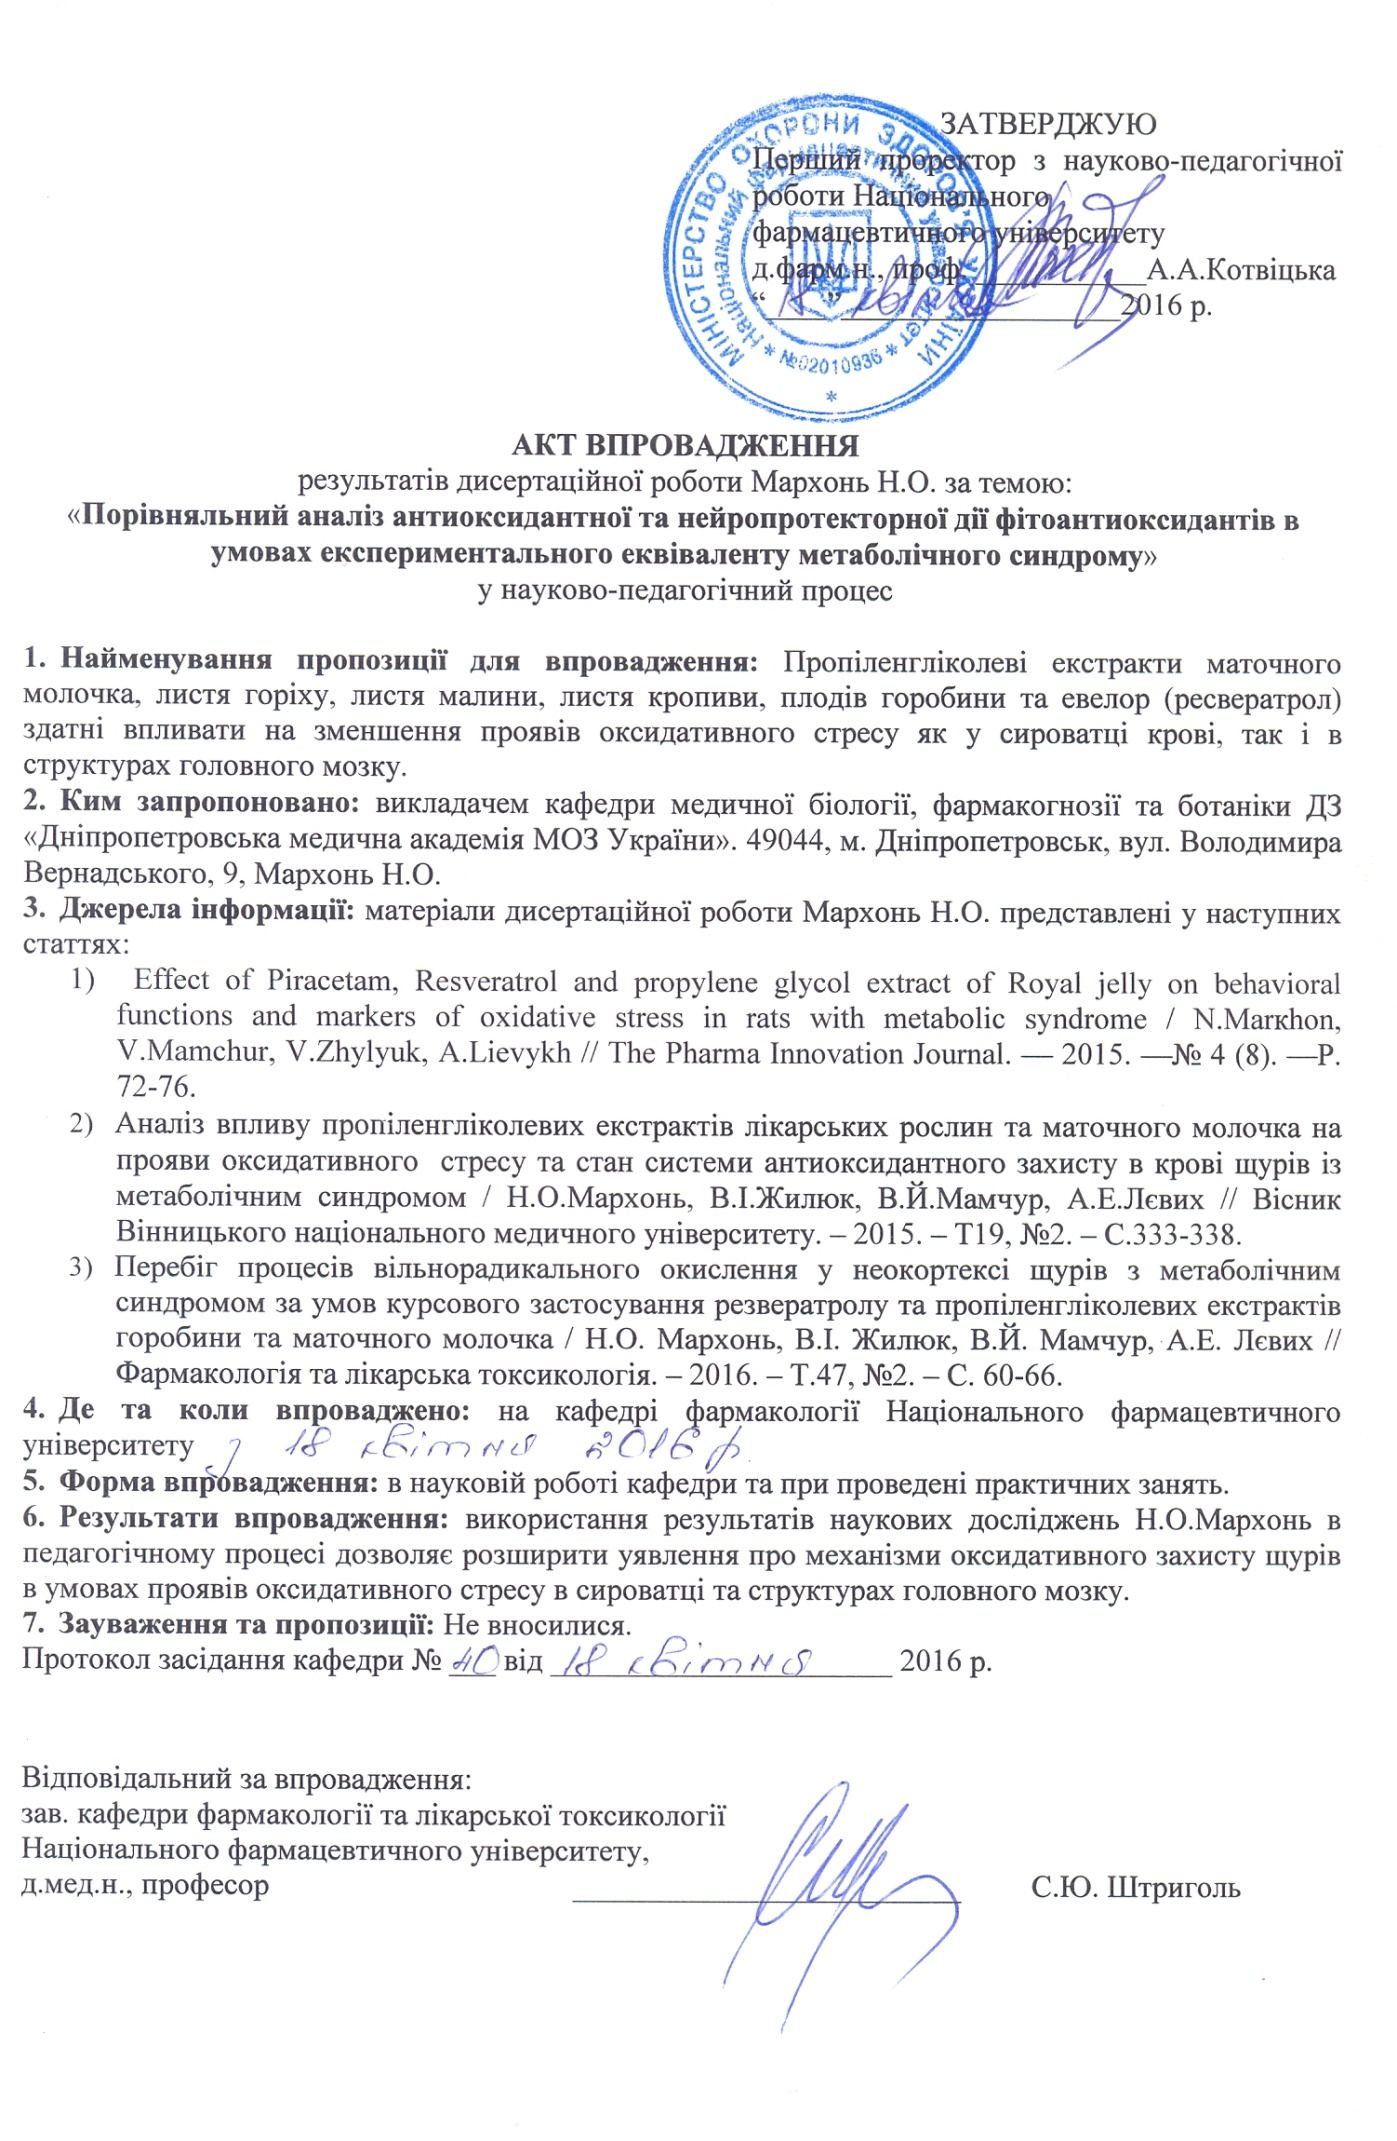 ЗАТВЕРДЖУЮ
Перший проректор з науково-педагогічної
роботи Національного
фармацевтичного університету
д.фарм.н., проф.____________А.А.Котвіцька
“ 18 ” квітня 2016 р.
МІНІСТЕРСТВО ОХОРОНИ ЗДОРОВ'Я УКРАЇНИ
Національний фармацевтичний університет
* №02010936 *
АКТ ВПРОВАДЖЕННЯ
результатів дисертаційної роботи Мархонь Н.О. за темою:
«Порівняльний аналіз антиоксидантної та нейропротекторної дії фітоантиоксидантів в
умовах експериментального еквіваленту метаболічного синдрому»
у науково-педагогічний процес
1. Найменування пропозиції для впровадження: Пропіленгліколеві екстракти маточного
молочка, листя горіху, листя малини, листя кропиви, плодів горобини та евелор (ресвератрол)
здатні впливати на зменшення проявів оксидативного стресу як у сироватці крові, так і в
структурах головного мозку.
2. Ким запропоновано: викладачем кафедри медичної біології, фармакогнозії та ботаніки ДЗ
«Дніпропетровська медична академія МОЗ України». 49044, м. Дніпропетровськ, вул. Володимира
Вернадського, 9, Мархонь Н.О.
3. Джерела інформації: матеріали дисертаційної роботи Мархонь Н.О. представлені у наступних
статтях:
1) Effect of Piracetam, Resveratrol and propylene glycol extract of Royal jelly on behavioral
functions and markers of oxidative stress in rats with metabolic syndrome / N.Marкhon,
V.Mamchur, V.Zhylyuk, A.Lievykh // The Pharma Innovation Journal. — 2015. —№ 4 (8). —P.
72-76.
2) Аналіз впливу пропіленгліколевих екстрактів лікарських рослин та маточного молочка на
прояви оксидативного стресу та стан системи антиоксидантного захисту в крові щурів із
метаболічним синдромом / Н.О.Мархонь, В.І.Жилюк, В.Й.Мамчур, А.Е.Лєвих // Вісник
Вінницького національного медичного університету. – 2015. – Т19, №2. – С.333-338.
3) Перебіг процесів вільнорадикального окислення у неокортексі щурів з метаболічним
синдромом за умов курсового застосування резвератролу та пропіленгліколевих екстрактів
горобини та маточного молочка / Н.О. Мархонь, В.І. Жилюк, В.Й. Мамчур, А.Е. Лєвих //
Фармакологія та лікарська токсикологія. – 2016. – Т.47, №2. – С. 60-66.
4. Де та коли впроваджено: на кафедрі фармакології Національного фармацевтичного
університету з 18 квітня 2016 р.
5. Форма впровадження: в науковій роботі кафедри та при проведені практичних занять.
6. Результати впровадження: використання результатів наукових досліджень Н.О.Мархонь в
педагогічному процесі дозволяє розширити уявлення про механізми оксидативного захисту щурів
в умовах проявів оксидативного стресу в сироватці та структурах головного мозку.
7. Зауваження та пропозиції: Не вносилися.
Протокол засідання кафедри № 40 від 18 квітня 2016 р.
Відповідальний за впровадження:
зав. кафедри фармакології та лікарської токсикології
Національного фармацевтичного університету,
д.мед.н., професор ____________ С.Ю. Штриголь